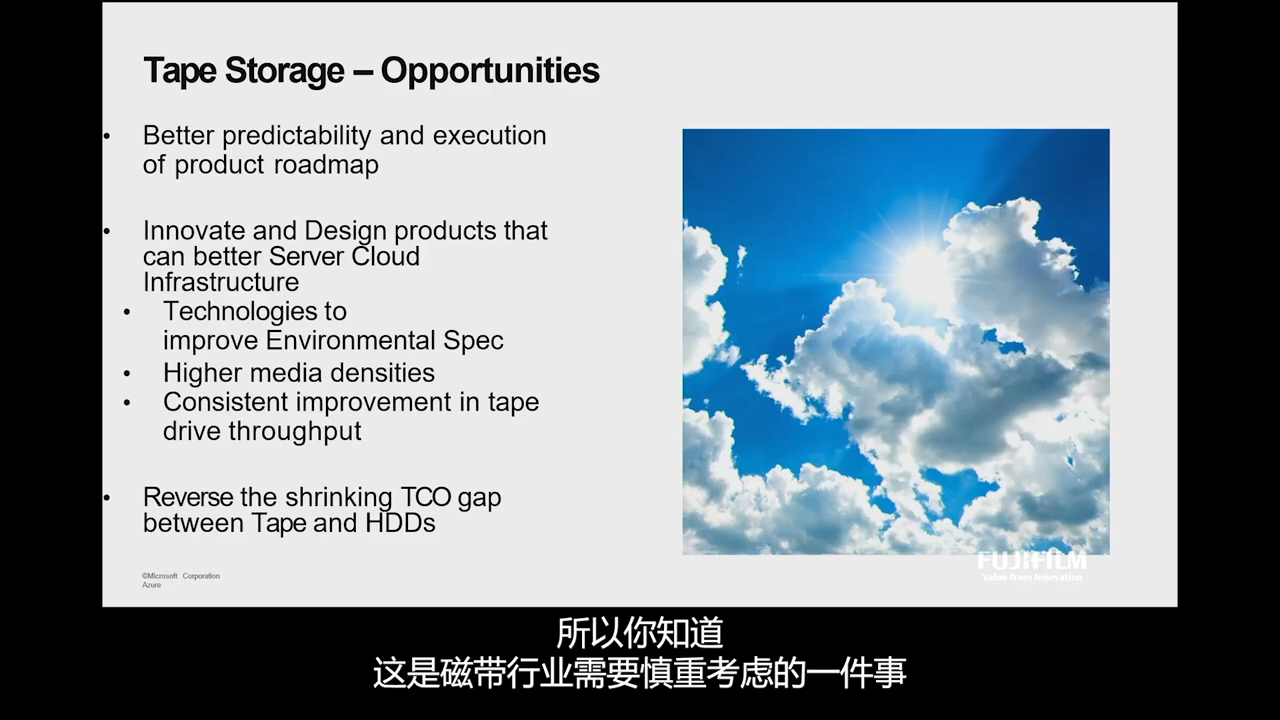 Tape Storage – Opportunities
• Better predictability and execution
of product roadmap
• Innovate and Design products that
can better Server Cloud
Infrastructure
• Technologies to
improve Environmental Spec
• Higher media densities
• Consistent improvement in tape
drive throughput
• Reverse the shrinking TCO gap
between Tape and HDDs
©Microsoft Corporation
Azure
FUJIFILM
Value from Innovation
所以你知道
这是磁带行业需要慎重考虑的一件事